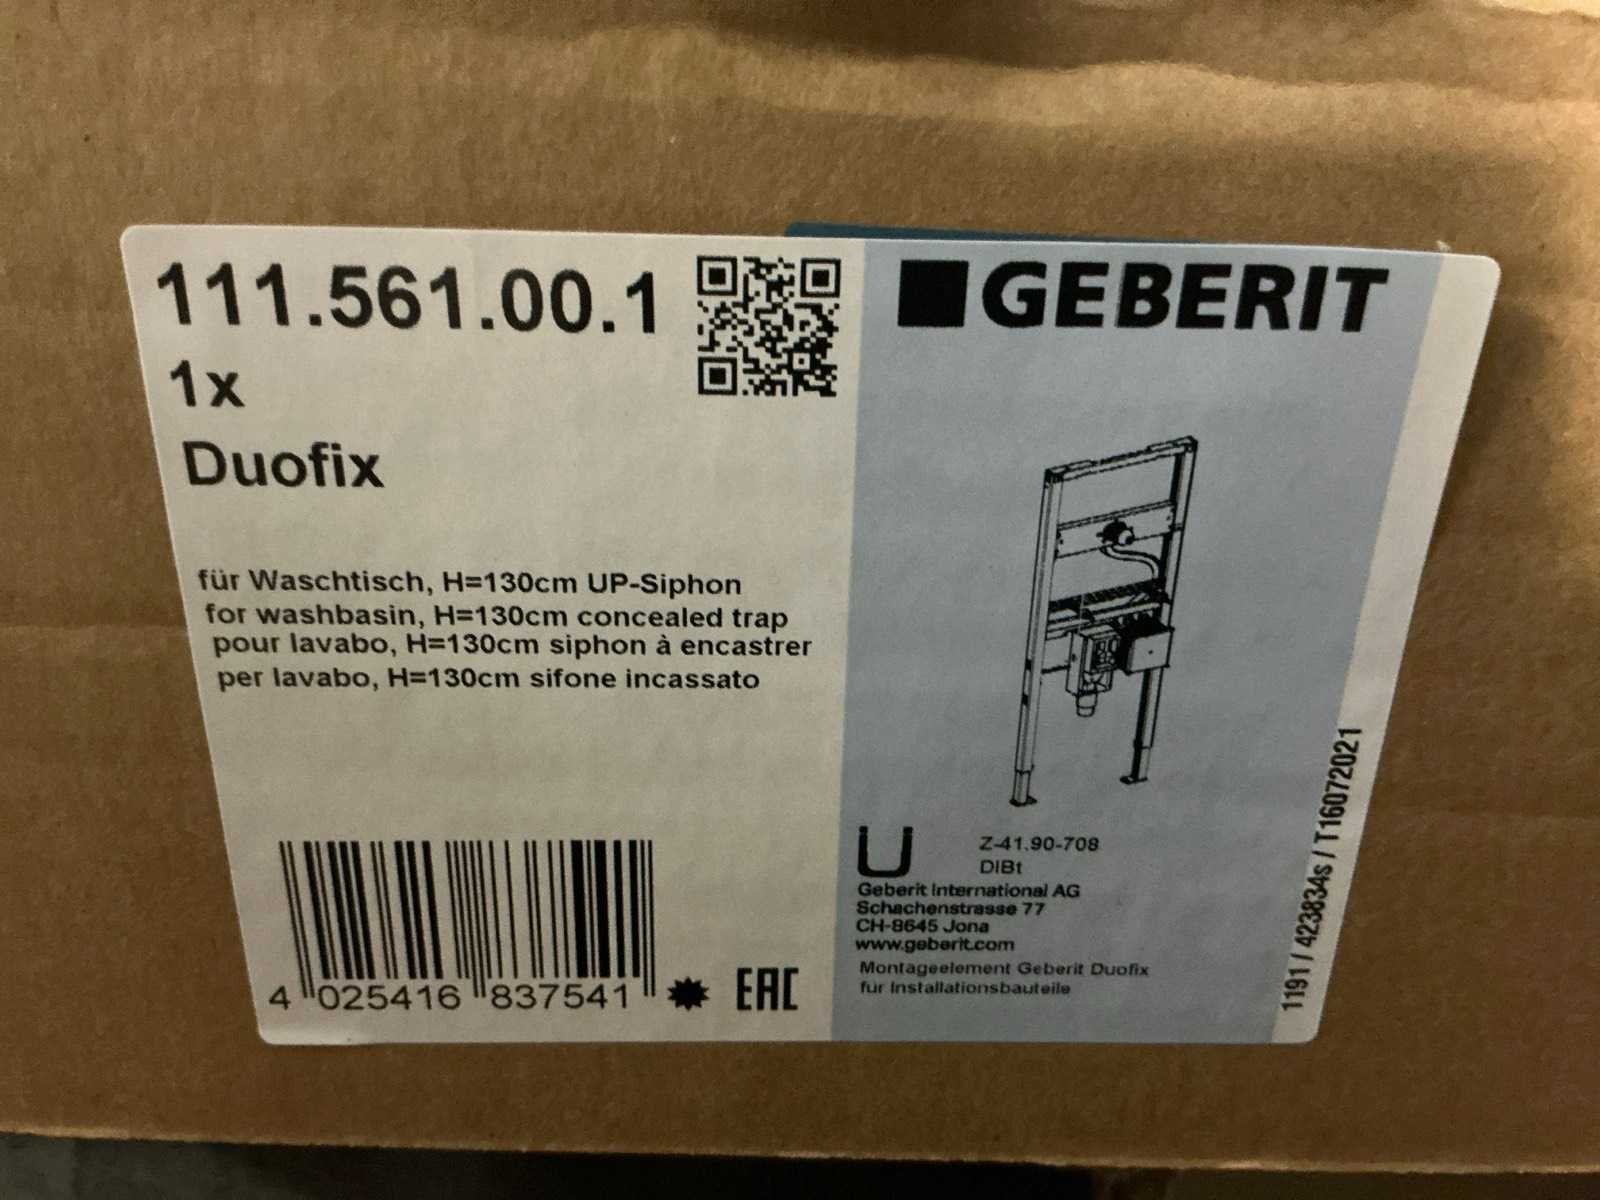 111.561.00.1
1x
Duofix
für Waschtisch, H=130cm UP-Siphon
for washbasin, H=130cm concealed trap
pour lavabo, H=130cm siphon à encastrer
per lavabo, H=130cm sifone incassato
4 025416 837541
EAC
GEBERIT
Ü
Z-41.90-708
DIBt
Geberit International AG
Schachenstrasse 77
CH-8645 Jona
www.geberit.com
Montageelement Geberit Duofix
für Installationsbauteile
1191 / 423834s / T16072021